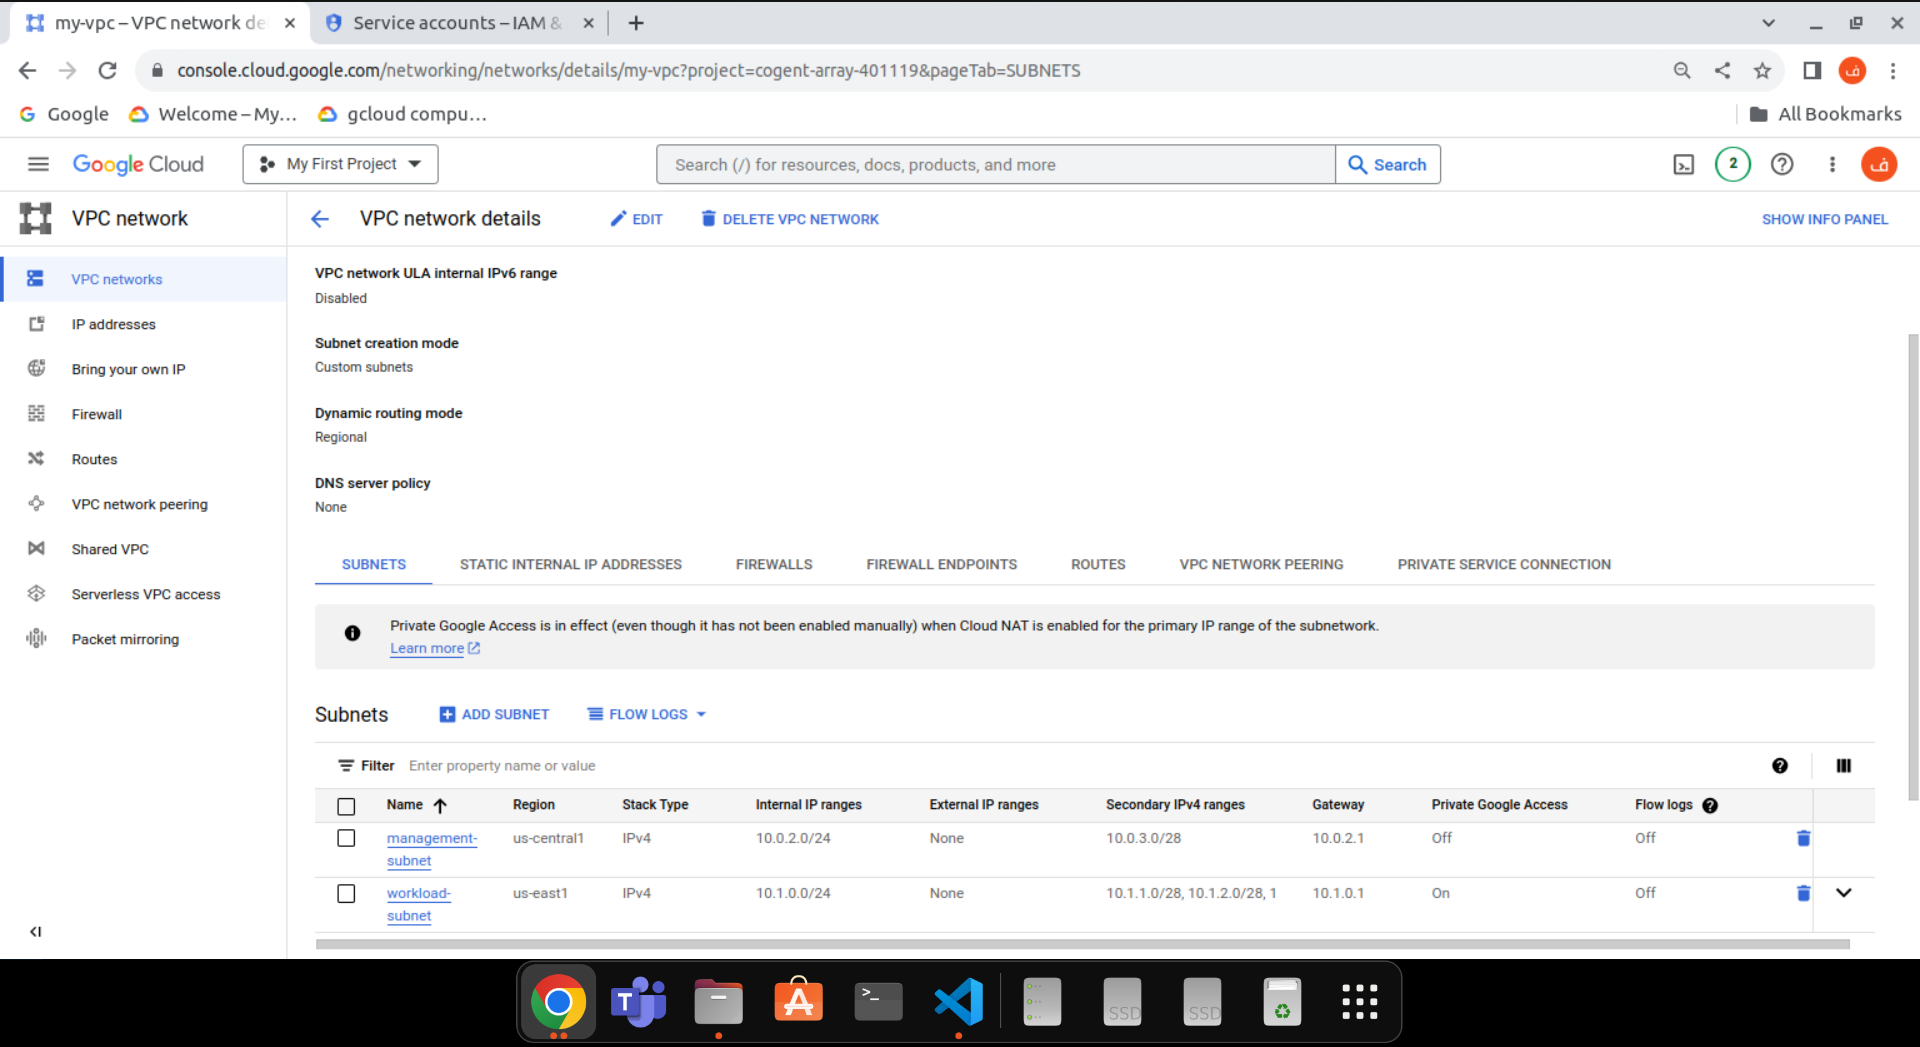 my-vpc – VPC network de
Service accounts – IAM &
console.cloud.google.com/networking/networks/details/my-vpc?project=cogent-array-401119&pageTab=SUBNETS
ف
Google
Welcome – My...
gcloud compu...
All Bookmarks
Google Cloud
My First Project
Search (/) for resources, docs, products, and more
Search
2
ف
VPC network
VPC network details
EDIT
DELETE VPC NETWORK
SHOW INFO PANEL
VPC networks
IP addresses
Bring your own IP
Firewall
Routes
VPC network peering
Shared VPC
Serverless VPC access
Packet mirroring
VPC network ULA internal IPv6 range
Disabled
Subnet creation mode
Custom subnets
Dynamic routing mode
Regional
DNS server policy
None
SUBNETS STATIC INTERNAL IP ADDRESSES FIREWALLS FIREWALL ENDPOINTS ROUTES VPC NETWORK PEERING PRIVATE SERVICE CONNECTION
Private Google Access is in effect (even though it has not been enabled manually) when Cloud NAT is enabled for the primary IP range of the subnetwork.
Learn more
Subnets
ADD SUBNET
FLOW LOGS
Filter Enter property name or value
Name Region Stack Type Internal IP ranges External IP ranges Secondary IPv4 ranges Gateway Private Google Access Flow logs
management- us-central1 IPv4 10.0.2.0/24 None 10.0.3.0/28 10.0.2.1 Off Off
subnet
workload- us-east1 IPv4 10.1.0.0/24 None 10.1.1.0/28, 10.1.2.0/28, 1 10.1.0.1 On Off
subnet
T
>_
SSD
SSD